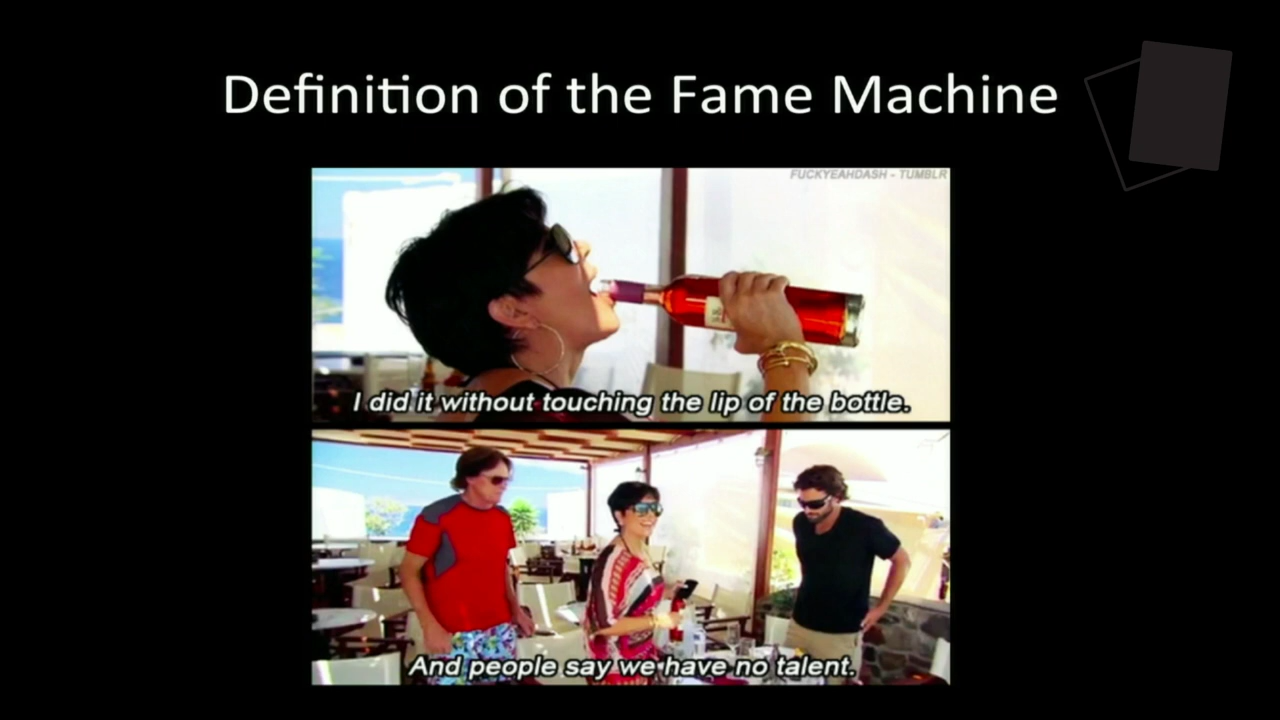 Definition of the Fame Machine
FUCKYEAHDASH - TUMBLR
I did it without touching the lip of the bottle.
And people say we have no talent.